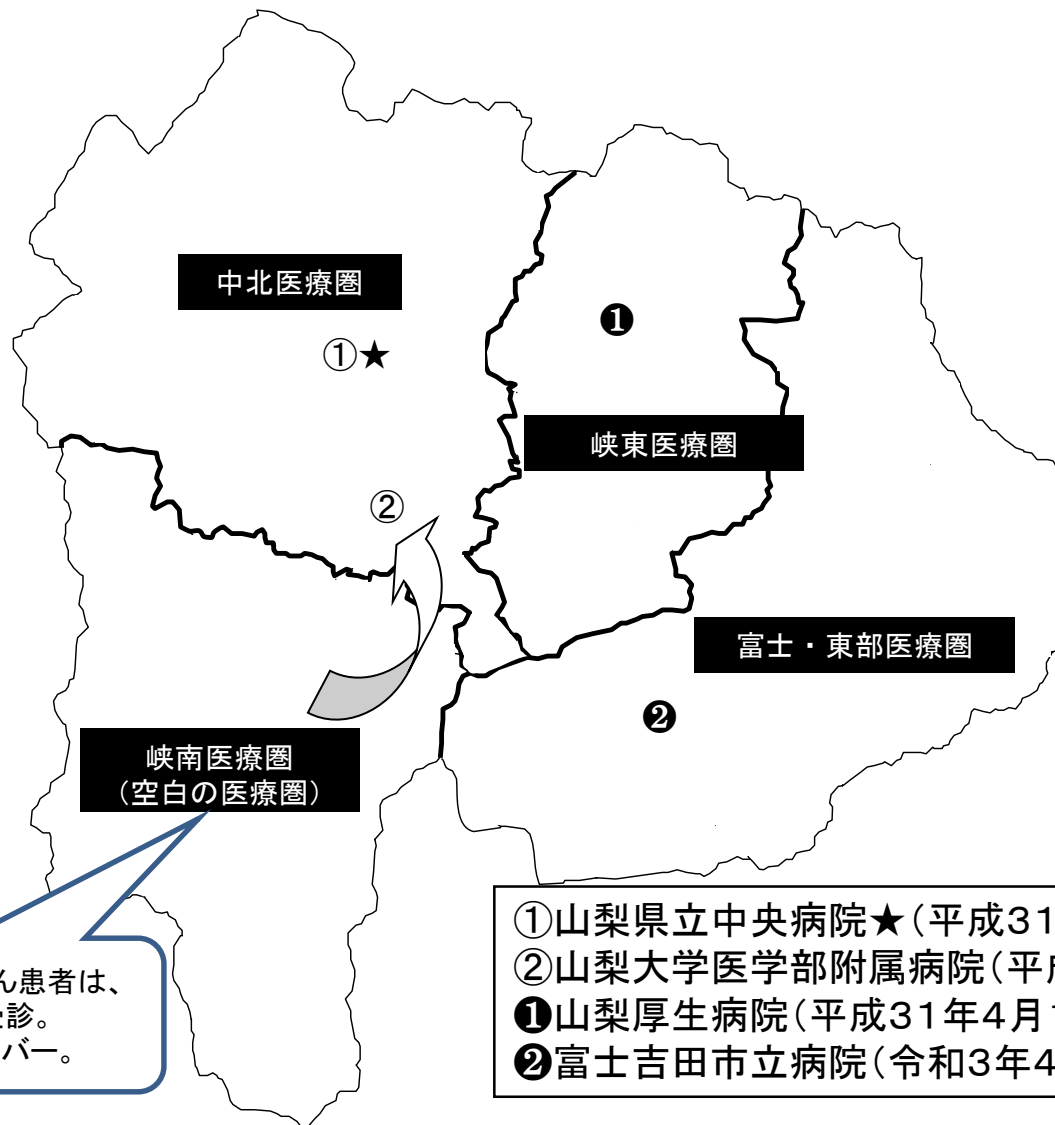 中北医療圏
①★
❶
峡東医療圏
②
富士・東部医療圏
❷
峡南医療圏
(空白の医療圏)
ん患者は、
診。
バー。
①山梨県立中央病院★(平成31
②山梨大学医学部附属病院(平
❶山梨厚生病院(平成31年4月
❷富士吉田市立病院(令和3年4